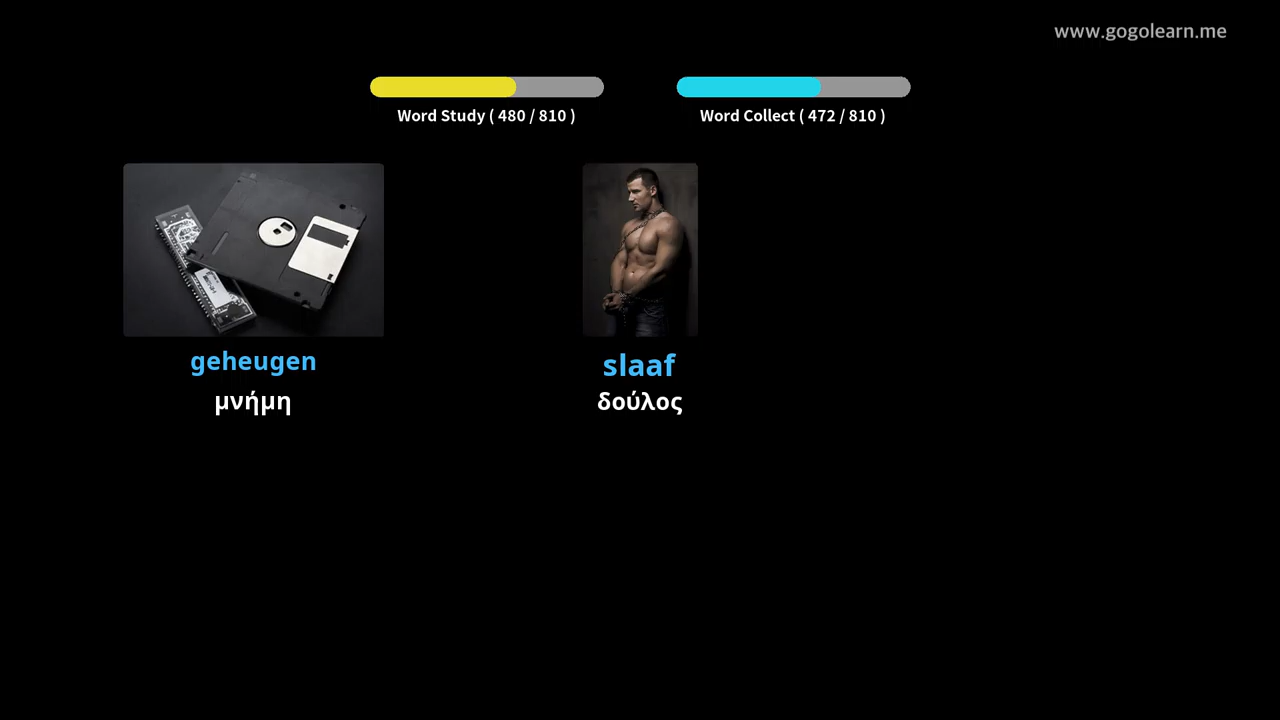 www.gogolearn.me
Word Study ( 480 / 810 )
Word Collect ( 472 / 810 )
geheugen
μνήμη
slaaf
δούλος